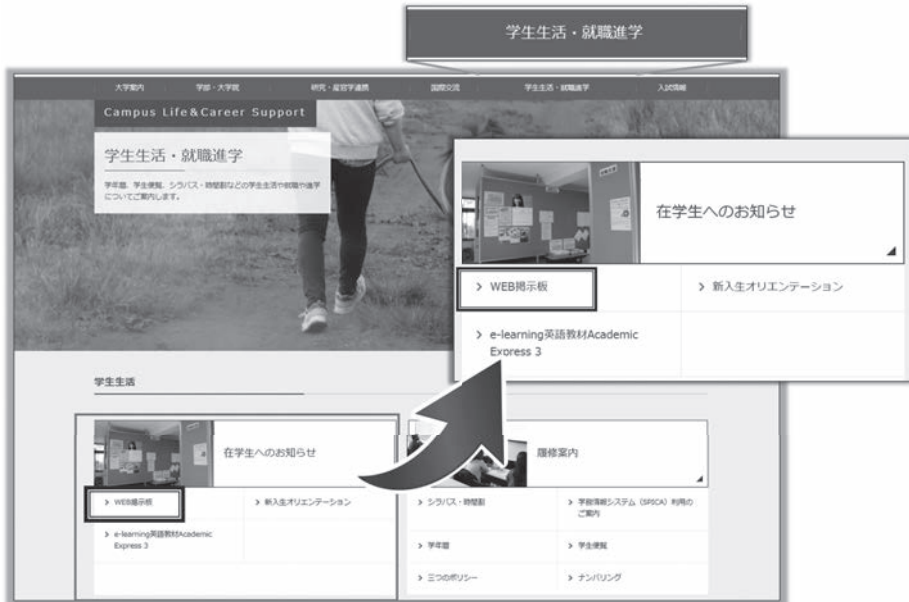 学生生活・就職進学
大学案内
学部・大学院
研究・産官学連携
国際交流
学生生活・就職進学
入試情報
Campus Life&Career Support
学生生活・就職進学
学年暦、学生便覧、シラバス・時間割などの学生生活や就職や進学
についてご案内します。
在学生へのお知らせ
> WEB掲示板
> 新入生オリエンテーション
> e-learning英語教材Academic
Express 3
学生生活
在学生へのお知らせ
> WEB掲示板
> 新入生オリエンテーション
> e-learning英語教材Academic
Express 3
履修案内
> シラバス・時間割
> 学務情報システム（SPICA）利用の
ご案内
> 学年暦
> 学生便覧
> 三つのポリシー
> ナンバリング